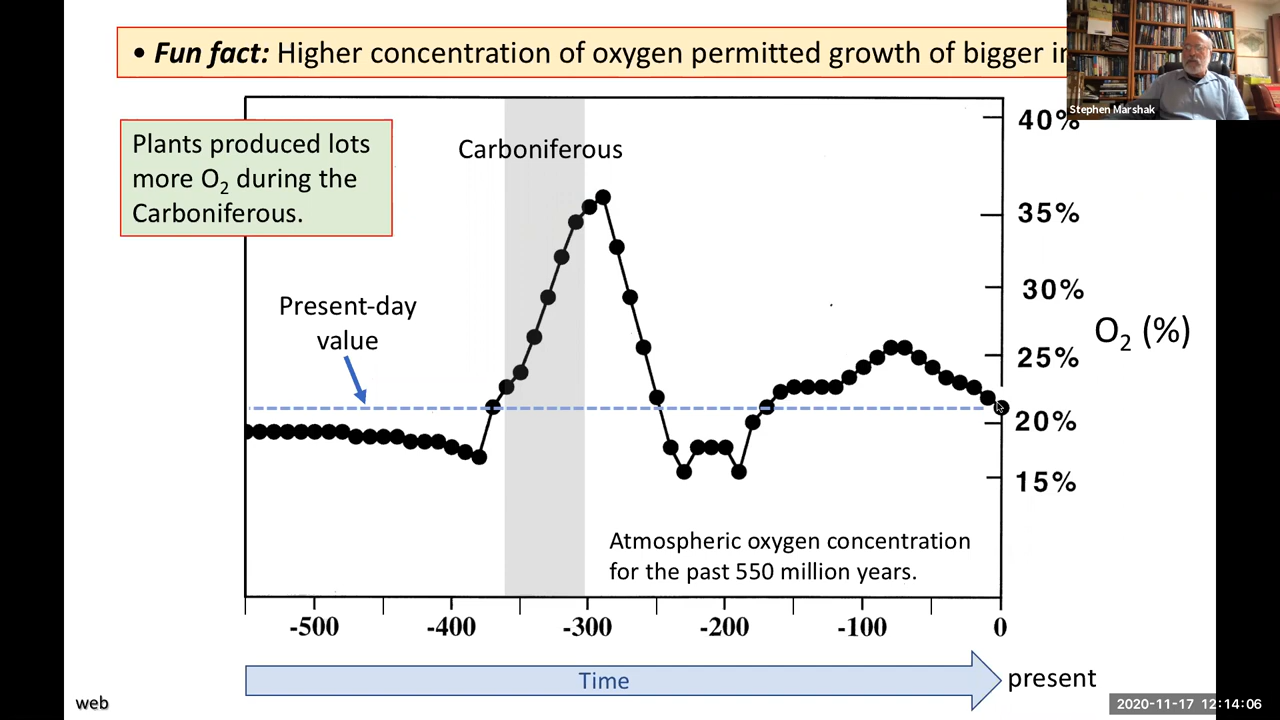 • Fun fact: Higher concentration of oxygen permitted growth of bigger
Stephen Marshak
Plants produced lots
more O₂ during the
Carboniferous.
Carboniferous
Present-day
value
40%
35%
30%
25%
20%
15%
O₂ (%)
Atmospheric oxygen concentration
for the past 550 million years.
-500 -400 -300 -200 -100 0
Time
present
web
2020-11-17 12:14:06